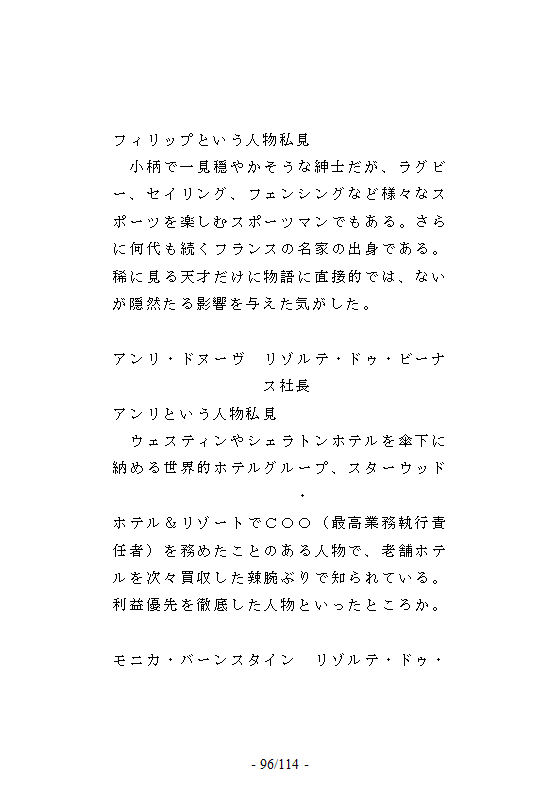 フィリップという人物私見
　小柄で一見穏やかそうな紳士だが、ラグビ
ー、セイリング、フェンシングなど様々なス
ポーツを楽しむスポーツマンでもある。さら
に何代も続くフランスの名家の出身である。
稀に見る天才だけに物語に直接的では、ない
が隠然たる影響を与えた気がした。
アンリ・ドヌーヴ　リゾルテ・ドゥ・ビーナ
ス社長
アンリという人物私見
　ウェスティンやシェラトンホテルを傘下に
納める世界的ホテルグループ、スターウッド
・
ホテル＆リゾートでＣＯＯ（最高業務執行責
任者）を務めたことのある人物で、老舗ホテ
ルを次々買収した辣腕ぶりで知られている。
利益優先を徹底した人物といったところか。
モニカ・バーンスタイン　リゾルテ・ドゥ・
- 96/114 -